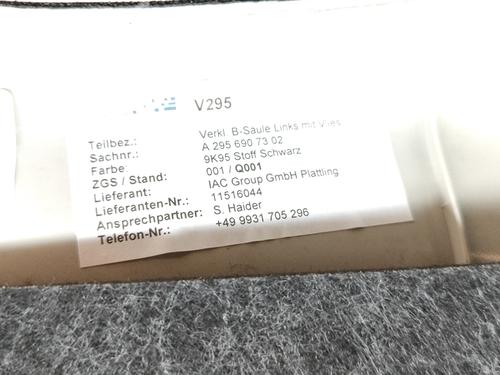 V295
Teilbez.: Verkl. B-Säule Links mit Vlies
Sachnr.: A 295 690 73 02
Farbe: 9K95 Stoff Schwarz
ZGS / Stand: 001 / Q001
Lieferant: IAC Group GmbH Plattling
Lieferanten-Nr.: 11516044
Ansprechpartner: S. Haider
Telefon-Nr.: +49 9931 705 296